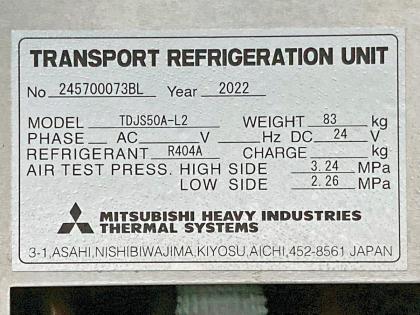 TRANSPORT REFRIGERATION UNIT
No 245700073BL Year 2022
MODEL TDJS50A-L2 WEIGHT 83 kg
PHASE AC V Hz DC 24 V
REFRIGERANT R404A CHARGE kg
AIR TEST PRESS. HIGH SIDE 3.24 MPa
LOW SIDE 2.26 MPa
MITSUBISHI HEAVY INDUSTRIES
THERMAL SYSTEMS
3-1,ASAHI,NISHIBIWAJIMA,KIYOSU,AICHI,452-8561 JAPAN